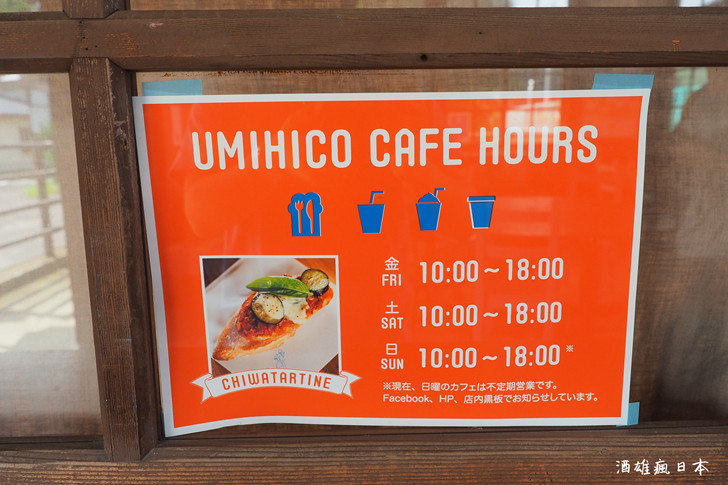 UMIHICO CAFE HOURS
金 FRI 10:00～18:00
土 SAT 10:00～18:00
日 SUN 10:00～18:00※
CHIWATARTINE
※現在、日曜のカフェは不定期営業です。
Facebook、HP、店内黒板でお知らせしています。
酒雄瘋日本